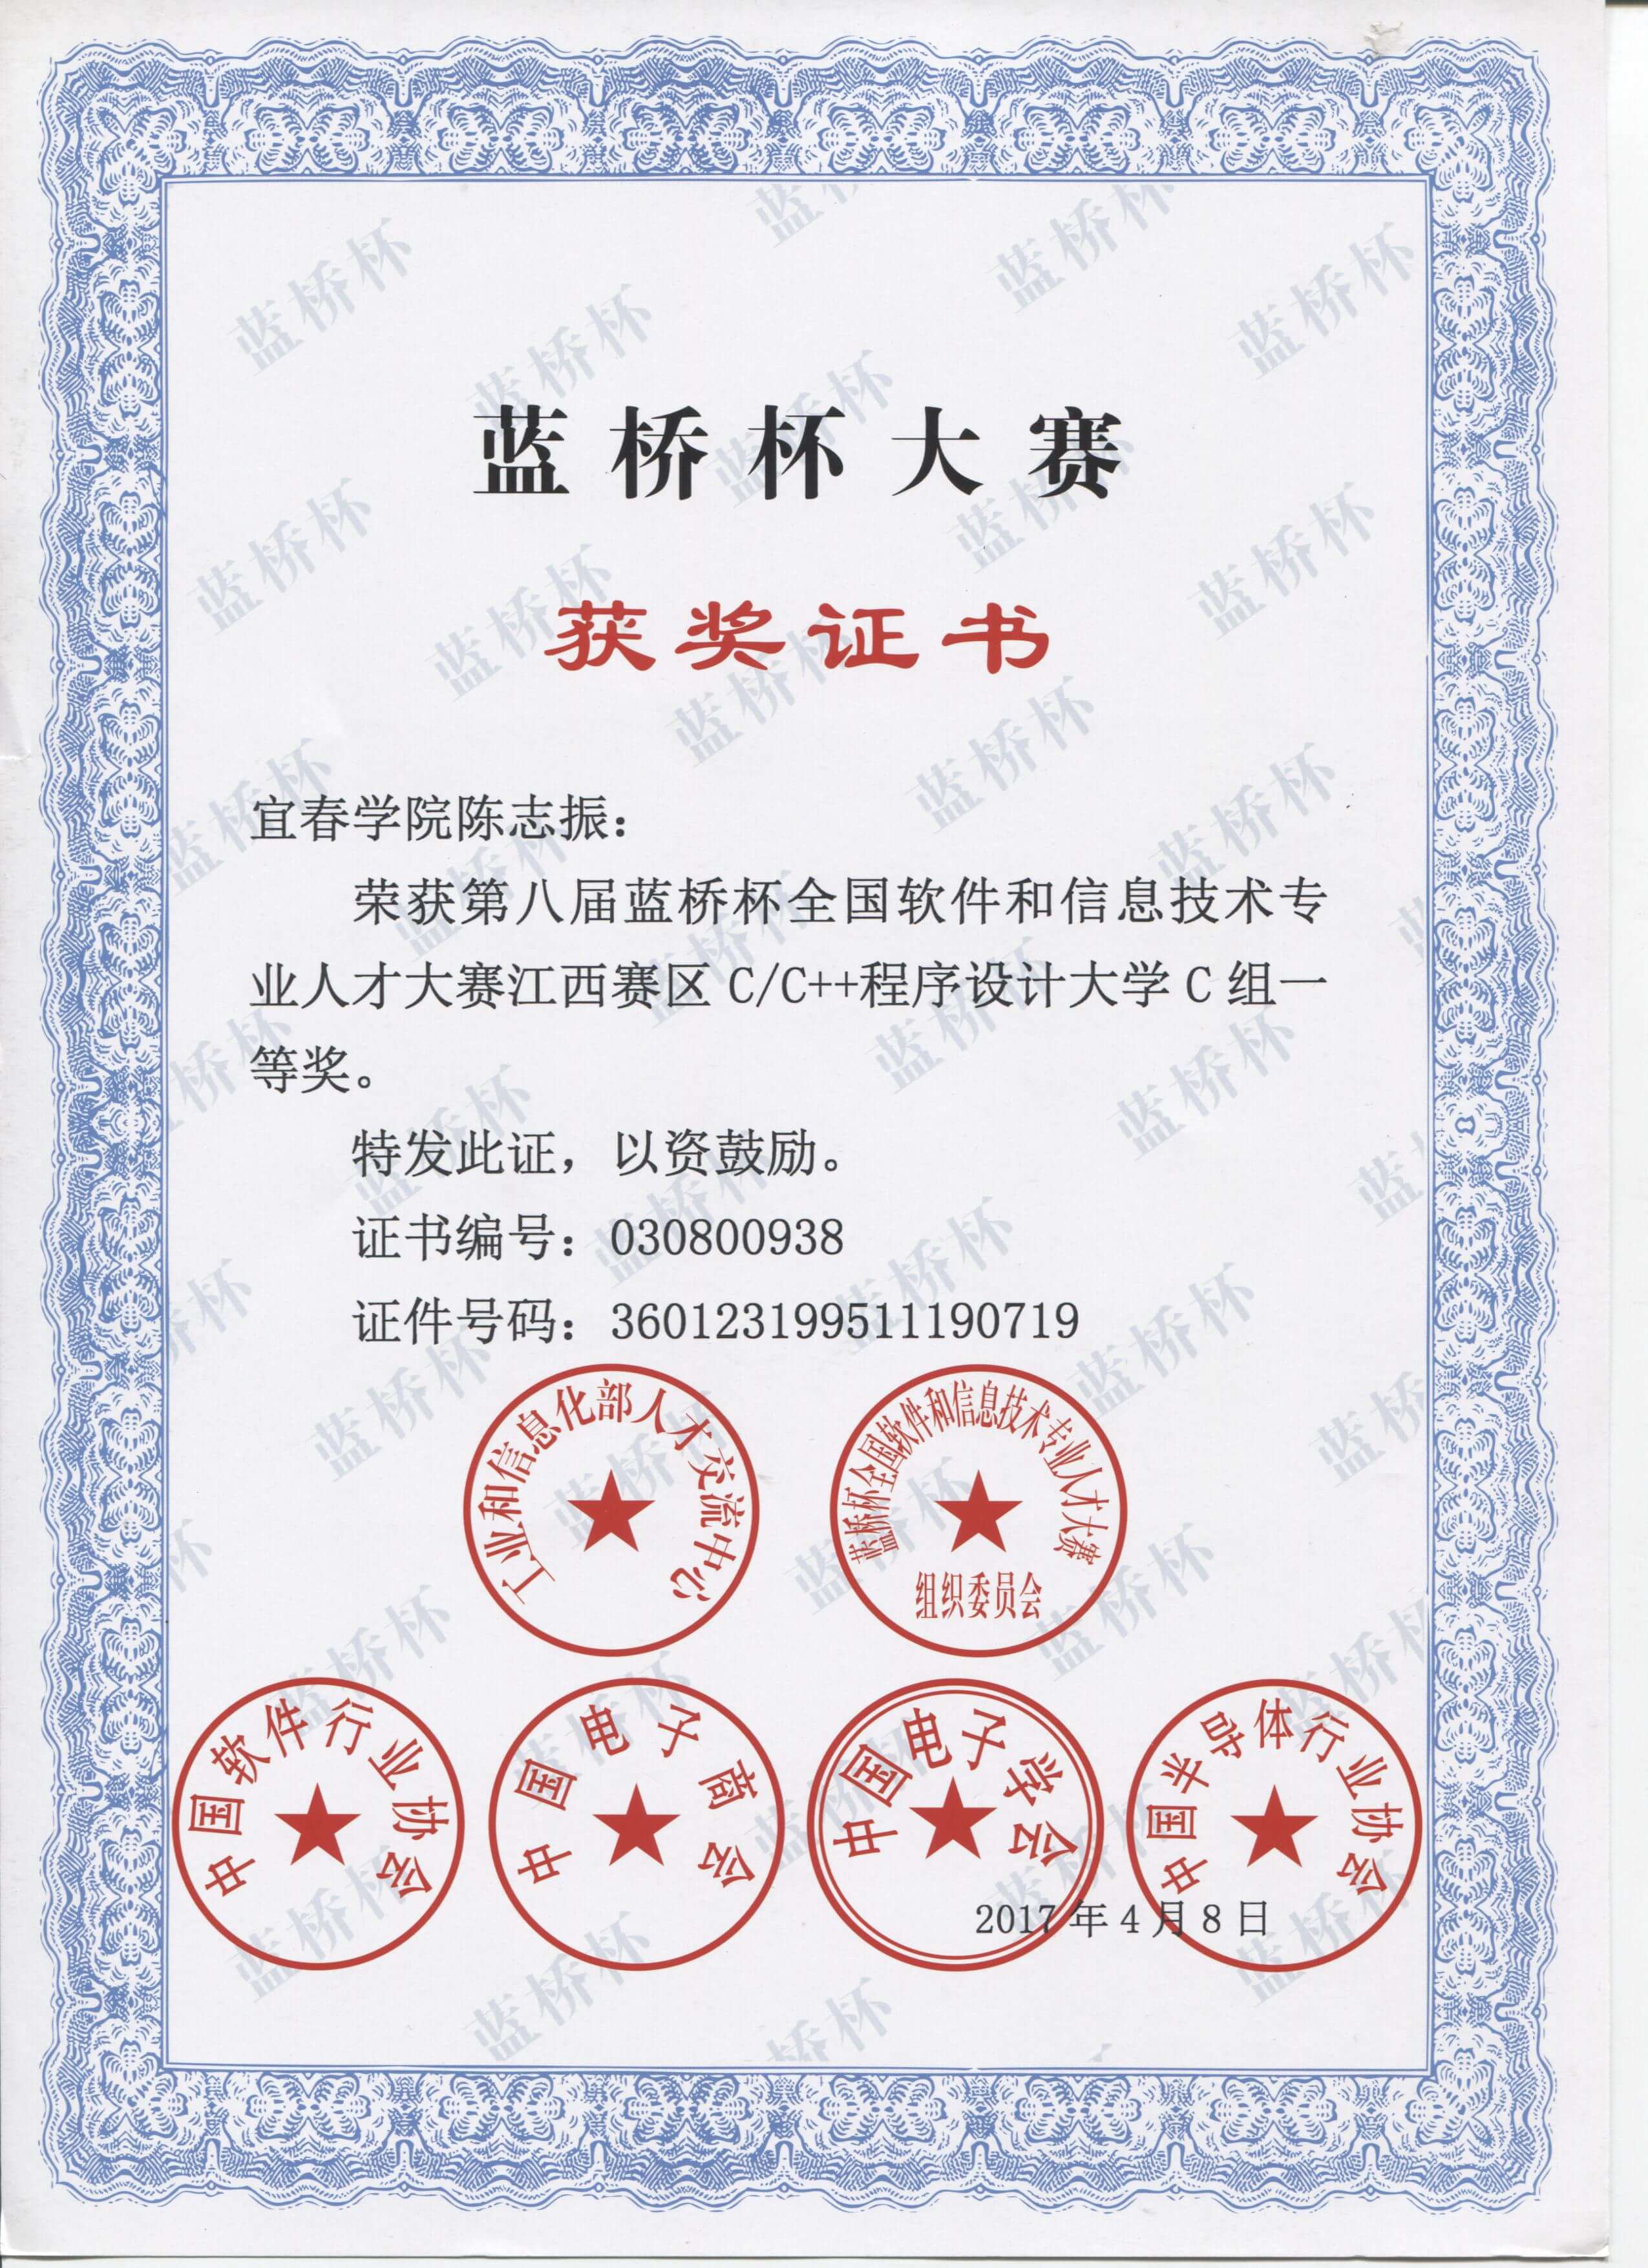 蓝桥杯大赛
获奖证书
宜春学院陈志振：
荣获第八届蓝桥杯全国软件和信息技术专
业人才大赛江西赛区 C/C++程序设计大学 C 组一
等奖。
特发此证，以资鼓励。
证书编号：030800938
证件号码：360123199511190719
工业和信息化部人才交流中心
蓝桥杯全国软件和信息技术专业人才大赛
组织委员会
中国软件行业协会
中国电子商会
中国电子学会
中国半导体行业协会
2017 年 4 月 8 日
蓝桥杯